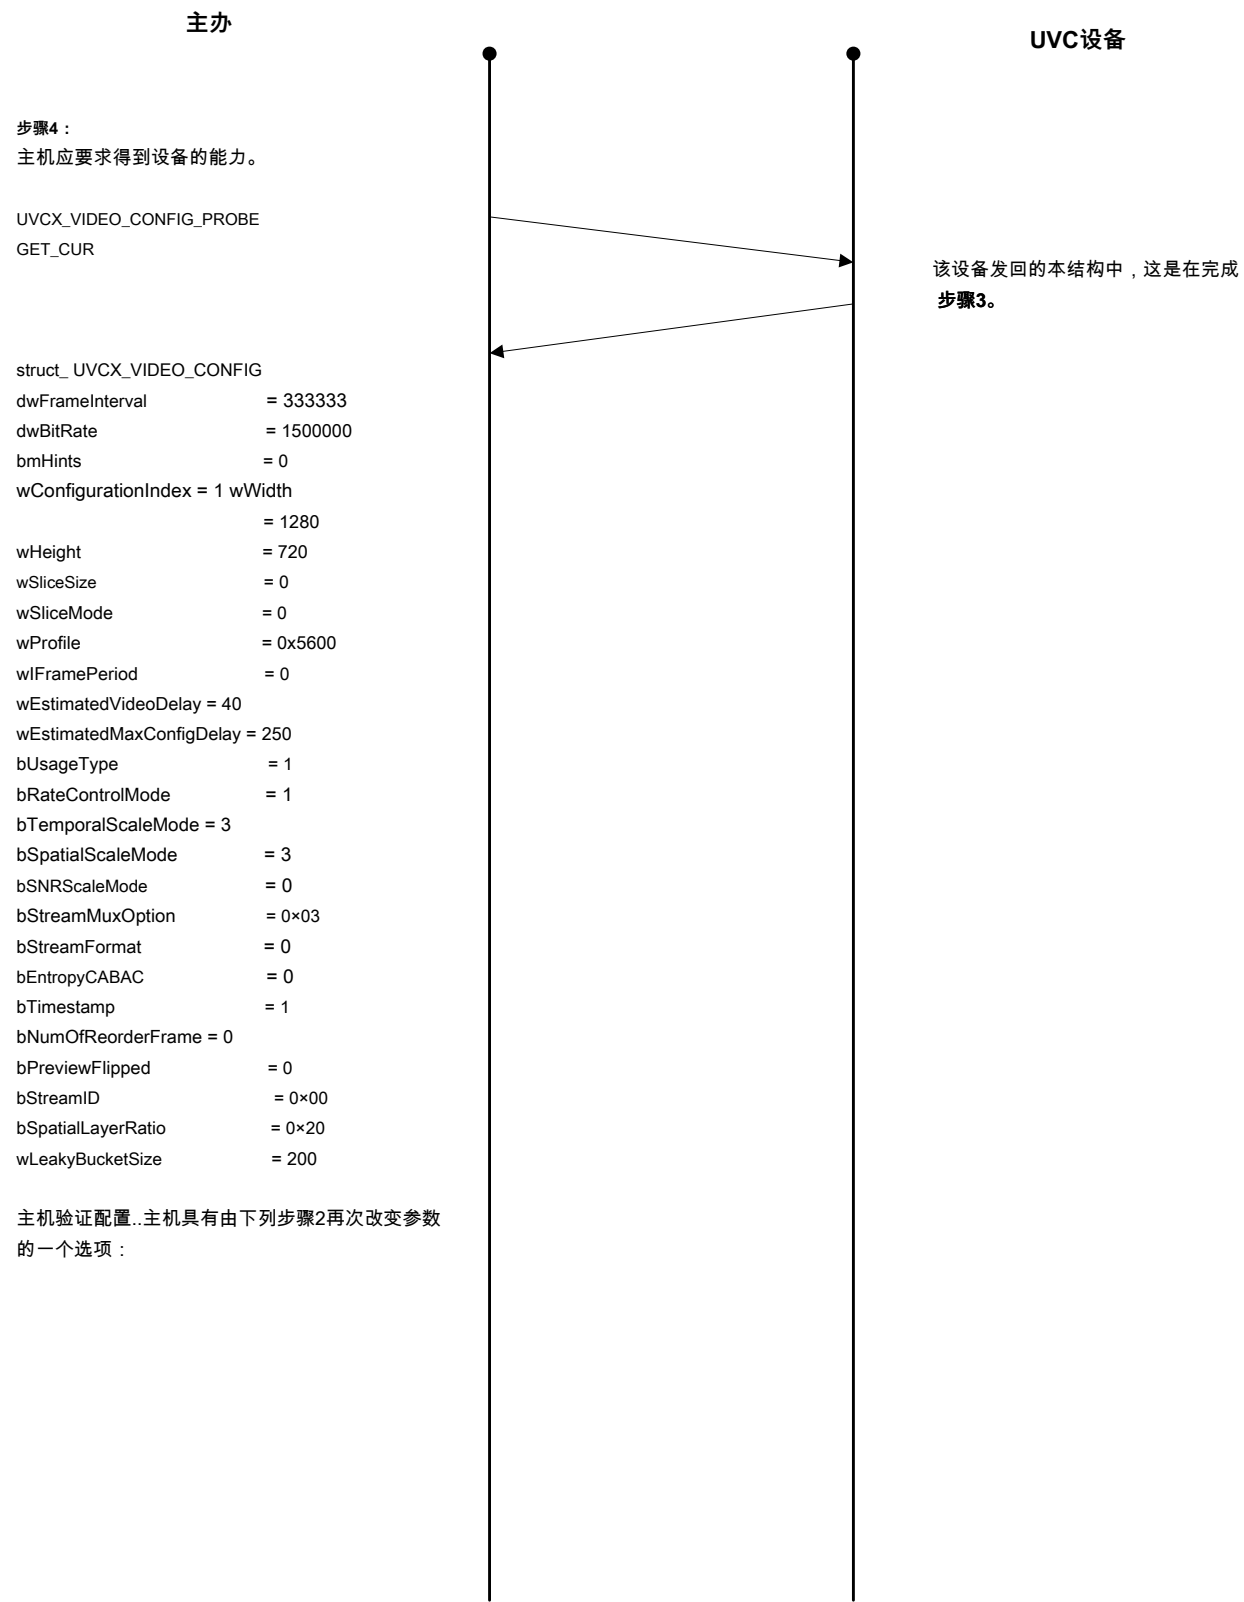 主办
UVC设备
步骤4：
主机应要求得到设备的能力。
UVCX_VIDEO_CONFIG_PROBE
GET_CUR
该设备发回的本结构中，这是在完成
步骤3。
struct_ UVCX_VIDEO_CONFIG
dwFrameInterval = 333333
dwBitRate = 1500000
bmHints = 0
wConfigurationIndex = 1 wWidth
= 1280
wHeight = 720
wSliceSize = 0
wSliceMode = 0
wProfile = 0x5600
wIFramePeriod = 0
wEstimatedVideoDelay = 40
wEstimatedMaxConfigDelay = 250
bUsageType = 1
bRateControlMode = 1
bTemporalScaleMode = 3
bSpatialScaleMode = 3
bSNRScaleMode = 0
bStreamMuxOption = 0×03
bStreamFormat = 0
bEntropyCABAC = 0
bTimestamp = 1
bNumOfReorderFrame = 0
bPreviewFlipped = 0
bStreamID = 0×00
bSpatialLayerRatio = 0×20
wLeakyBucketSize = 200
主机验证配置..主机具有由下列步骤2再次改变参数
的一个选项：